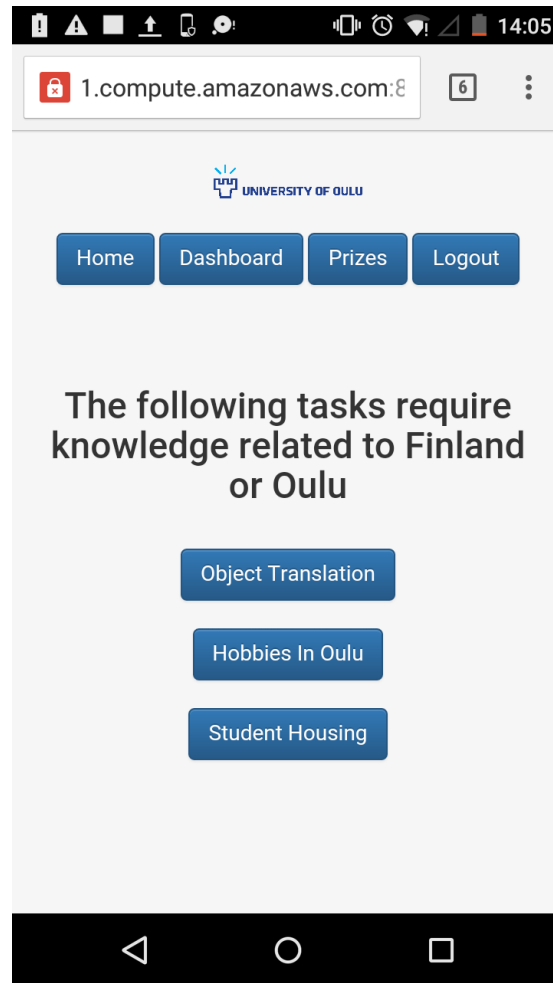 14:05
1.compute.amazonaws.com:8
6
UNIVERSITY OF OULU
Home Dashboard Prizes Logout
The following tasks require
knowledge related to Finland
or Oulu
Object Translation
Hobbies In Oulu
Student Housing